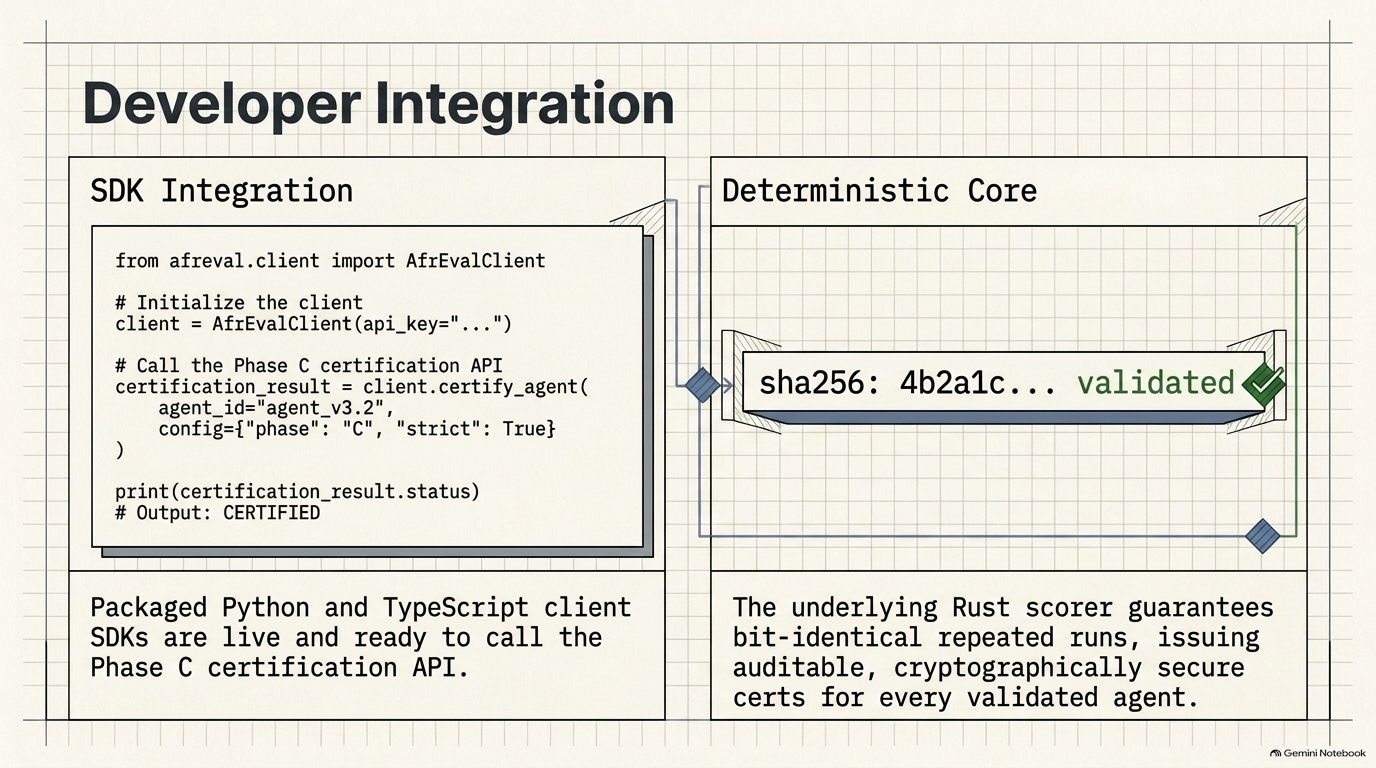 Developer Integration
SDK Integration
from afreval.client import AfrEvalClient
# Initialize the client
client = AfrEvalClient(api_key="...")
# Call the Phase C certification API
certification_result = client.certify_agent(
    agent_id="agent_v3.2",
    config={"phase": "C", "strict": True}
)
print(certification_result.status)
# Output: CERTIFIED
Packaged Python and TypeScript client
SDKs are live and ready to call the
Phase C certification API.
Deterministic Core
sha256: 4b2a1c... validated
The underlying Rust scorer guarantees
bit-identical repeated runs, issuing
auditable, cryptographically secure
certs for every validated agent.
Gemini Notebook